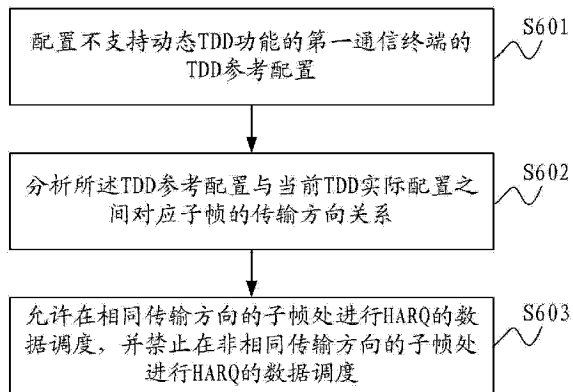 配置不支持动态TDD功能的第一通信终端的
TDD参考配置
S601
分析所述TDD参考配置与当前TDD实际配置之
间对应子帧的传输方向关系
S602
允许在相同传输方向的子帧处进行HARQ的数
据调度，并禁止在非相同传输方向的子帧处
进行HARQ的数据调度
S603